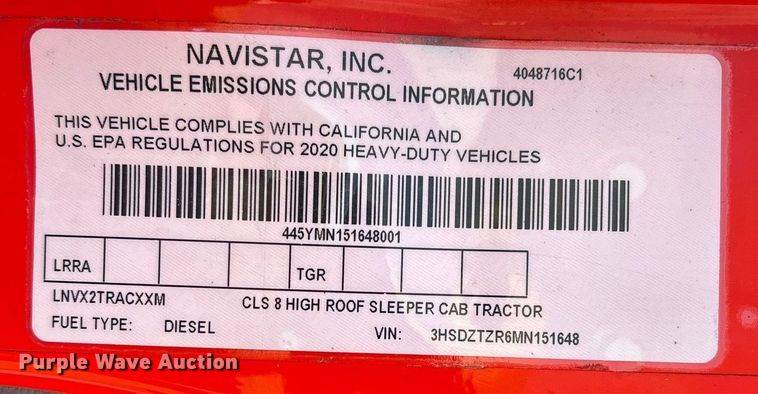 NAVISTAR, INC.
4048716C1
VEHICLE EMISSIONS CONTROL INFORMATION
THIS VEHICLE COMPLIES WITH CALIFORNIA AND
U.S. EPA REGULATIONS FOR 2020 HEAVY-DUTY VEHICLES
445YMN151648001
LRRA TGR
LNVX2TRACXXM CLS 8 HIGH ROOF SLEEPER CAB TRACTOR
FUEL TYPE: DIESEL VIN: 3HSDZTZR6MN151648
Purple Wave Auction